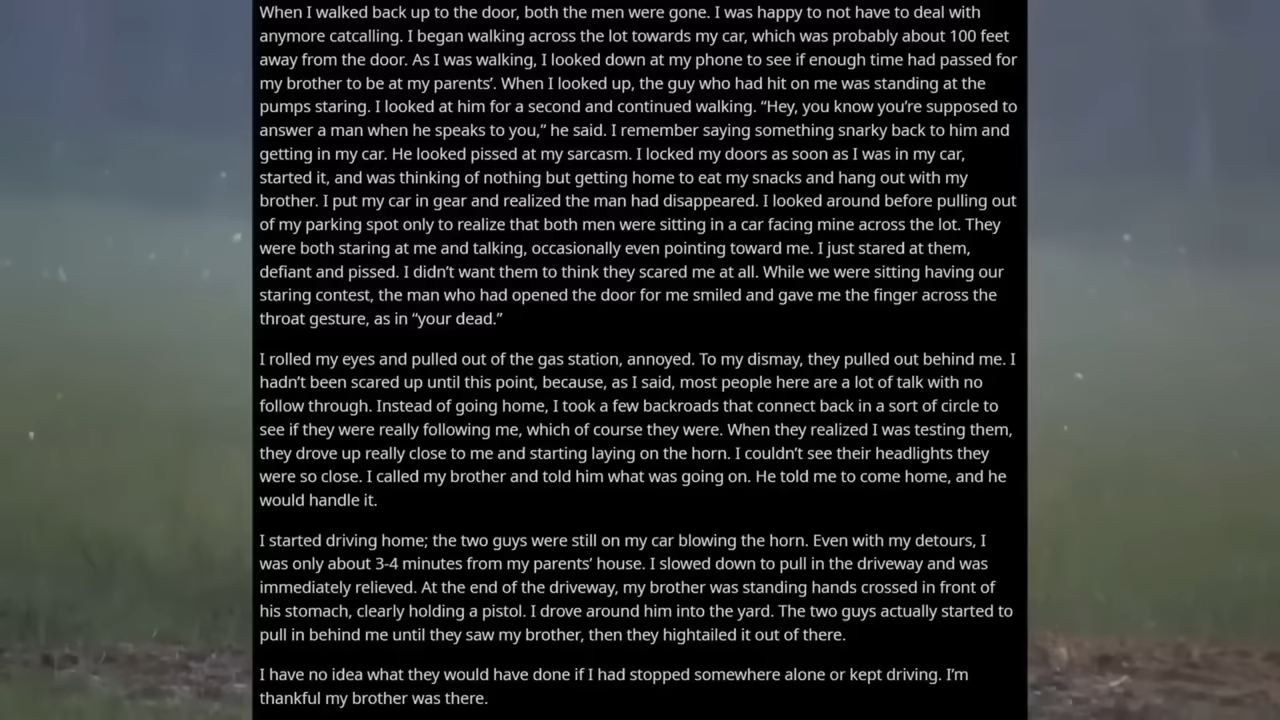 When I walked back up to the door, both the men were gone. I was happy to not have to deal with
anymore catcalling. I began walking across the lot towards my car, which was probably about 100 feet
away from the door. As I was walking, I looked down at my phone to see if enough time had passed for
my brother to be at my parents’. When I looked up, the guy who had hit on me was standing at the
pumps staring. I looked at him for a second and continued walking. “Hey, you know you’re supposed to
answer a man when he speaks to you,” he said. I remember saying something snarky back to him and
getting in my car. He looked pissed at my sarcasm. I locked my doors as soon as I was in my car,
started it, and was thinking of nothing but getting home to eat my snacks and hang out with my
brother. I put my car in gear and realized the man had disappeared. I looked around before pulling out
of my parking spot only to realize that both men were sitting in a car facing mine across the lot. They
were both staring at me and talking, occasionally even pointing toward me. I just stared at them,
defiant and pissed. I didn’t want them to think they scared me at all. While we were sitting having our
staring contest, the man who had opened the door for me smiled and gave me the finger across the
throat gesture, as in “your dead.”
I rolled my eyes and pulled out of the gas station, annoyed. To my dismay, they pulled out behind me. I
hadn’t been scared up until this point, because, as I said, most people here are a lot of talk with no
follow through. Instead of going home, I took a few backroads that connect back in a sort of circle to
see if they were really following me, which of course they were. When they realized I was testing them,
they drove up really close to me and starting laying on the horn. I couldn’t see their headlights they
were so close. I called my brother and told him what was going on. He told me to come home, and he
would handle it.
I started driving home; the two guys were still on my car blowing the horn. Even with my detours, I
was only about 3-4 minutes from my parents’ house. I slowed down to pull in the driveway and was
immediately relieved. At the end of the driveway, my brother was standing hands crossed in front of
his stomach, clearly holding a pistol. I drove around him into the yard. The two guys actually started to
pull in behind me until they saw my brother, then they hightailed it out of there.
I have no idea what they would have done if I had stopped somewhere alone or kept driving. I’m
thankful my brother was there.